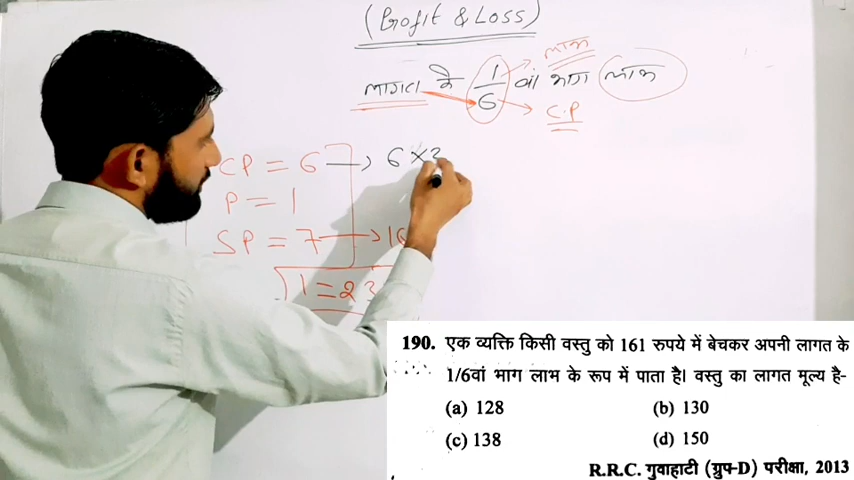 (Profit & Loss)
लागत के 1/6 वां भाग लाभ
लाभ
C.P
CP = 6 → 6 ×
P = 1
SP = 7 → 16
1 = 23
190. एक व्यक्ति किसी वस्तु को 161 रुपये में बेचकर अपनी लागत के
1/6वां भाग लाभ के रूप में पाता है। वस्तु का लागत मूल्य है-
(a) 128 (b) 130
(c) 138 (d) 150
R.R.C. गुवाहाटी (ग्रुप-D) परीक्षा, 2013